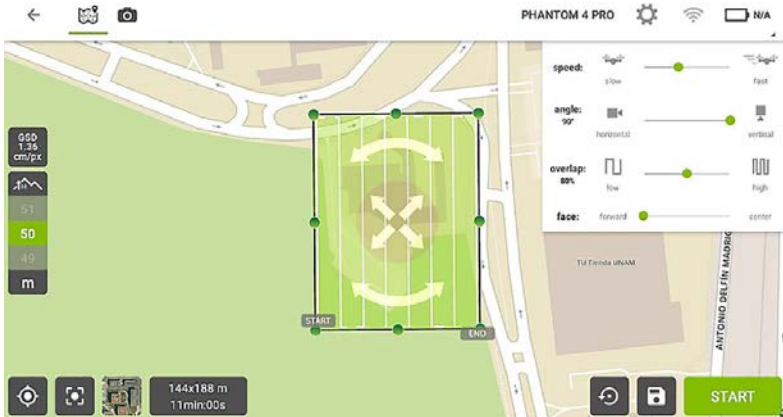 PHANTOM 4 PRO
N/A
speed:
slow
fast
angle:
90°
horizontal
vertical
overlap:
80%
low
high
face:
forward
center
GSD
1.36
cm/px
51
50
49
m
START
END
TU Tienda UNAM
ANTONIO DELFÍN MADRIG
144x188 m
11min:00s
START